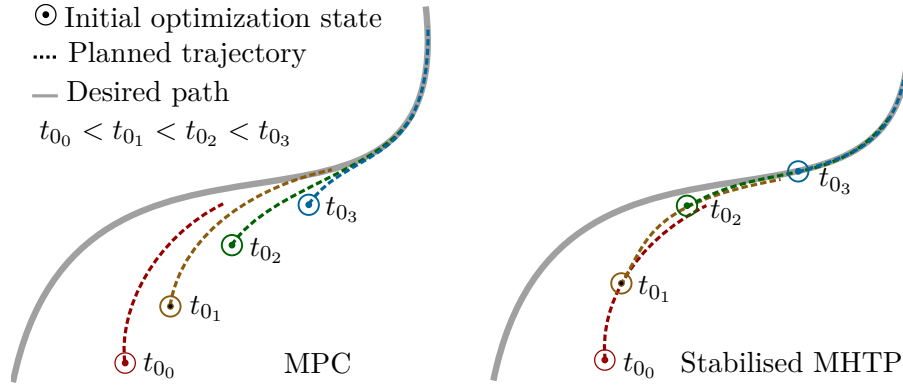 Initial optimization state
Planned trajectory
Desired path
t₀₀ < t₀₁ < t₀₂ < t₀₃
t₀₃
t₀₂
t₀₁
t₀₀
MPC
t₀₃
t₀₂
t₀₁
t₀₀
Stabilised MHTP